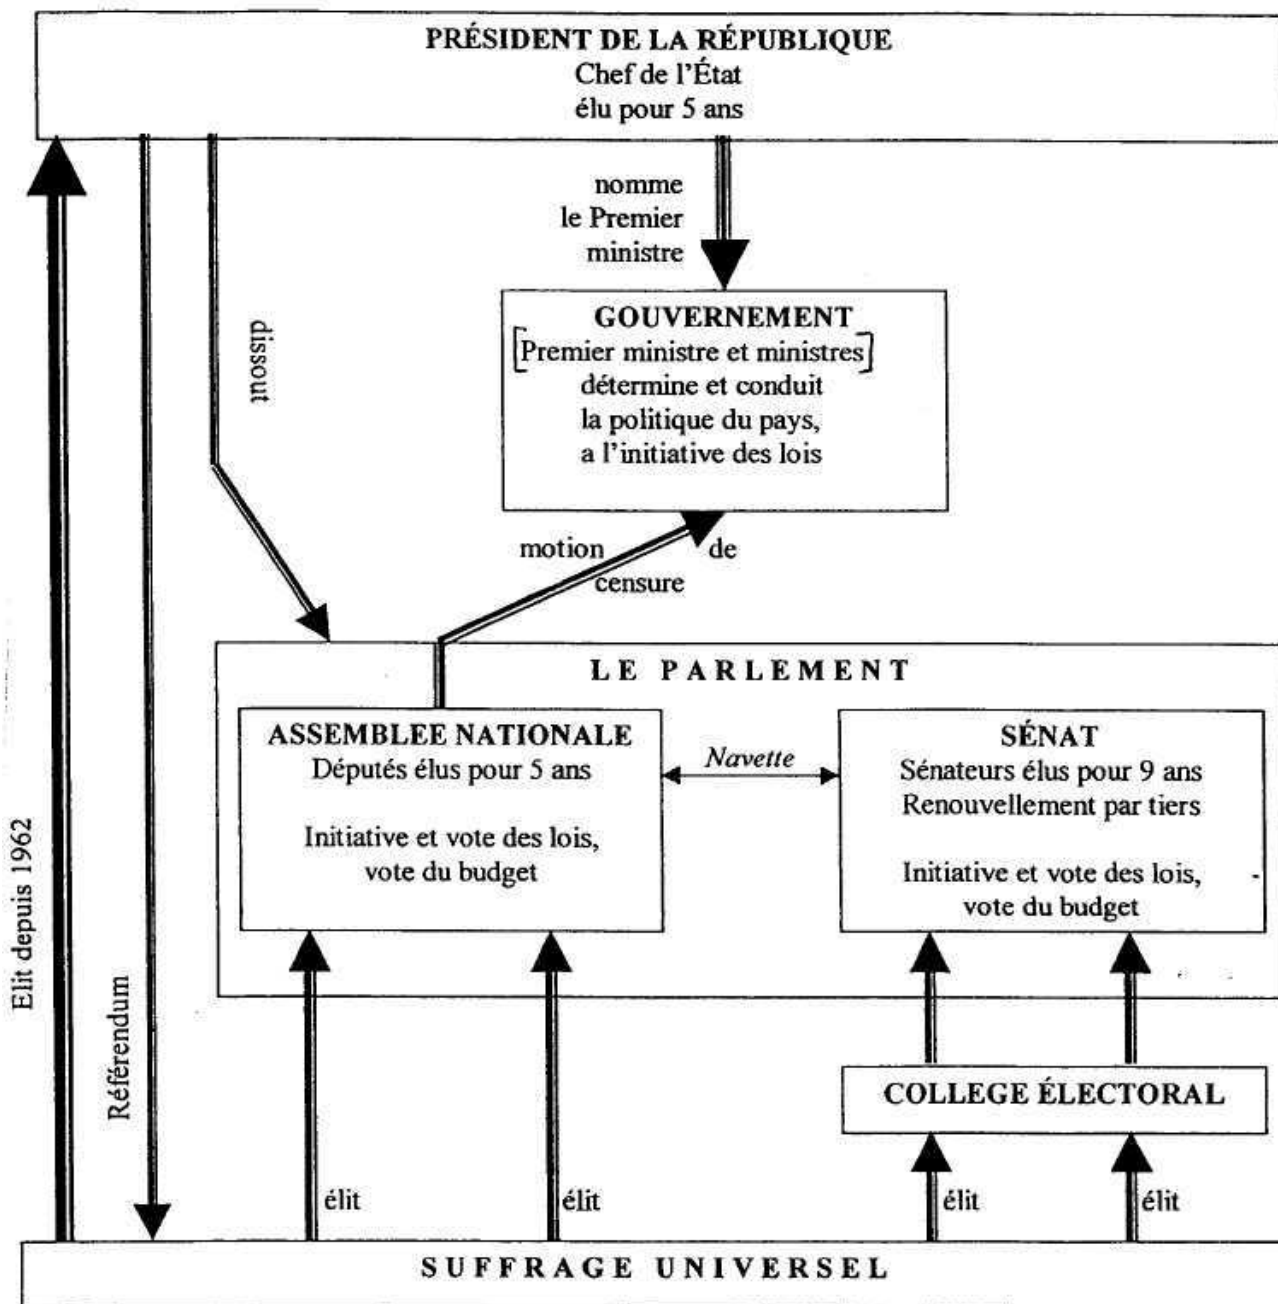 PRÉSIDENT DE LA RÉPUBLIQUE
Chef de l'État
élu pour 5 ans
nomme
le Premier
ministre
dissout
GOUVERNEMENT
[Premier ministre et ministres]
détermine et conduit
la politique du pays,
a l'initiative des lois
motion de
censure
LE PARLEMENT
ASSEMBLEE NATIONALE
Députés élus pour 5 ans
Initiative et vote des lois,
vote du budget
Navette
SÉNAT
Sénateurs élus pour 9 ans
Renouvellement par tiers
Initiative et vote des lois,
vote du budget
Elit depuis 1962
Référendum
COLLEGE ÉLECTORAL
élit
élit
élit
élit
SUFFRAGE UNIVERSEL